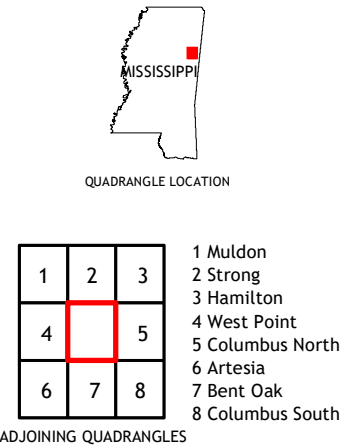 MISSISSIPPI
QUADRANGLE LOCATION
1 2 3
4 5
6 7 8
1 Muldon
2 Strong
3 Hamilton
4 West Point
5 Columbus North
6 Artesia
7 Bent Oak
8 Columbus South
ADJOINING QUADRANGLES